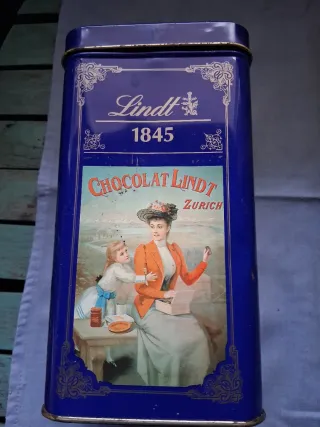 Lindt
1845
CHOCOLAT LINDT
ZURICH